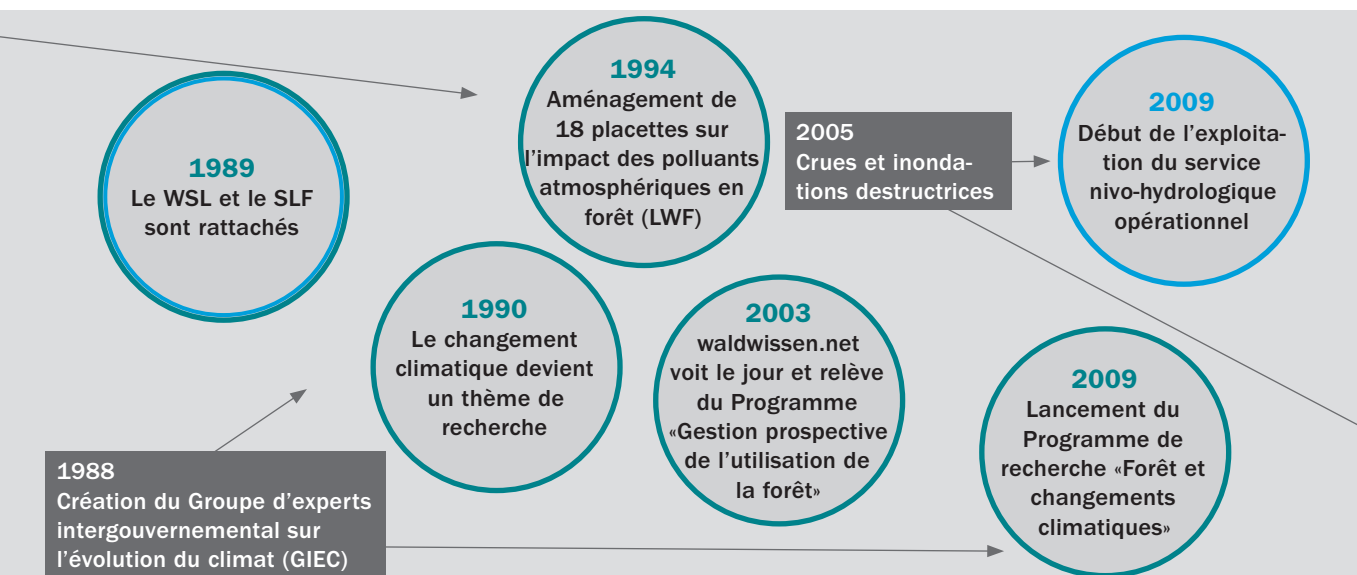 1989
Le WSL et le SLF
sont rattachés
1994
Aménagement de
18 placettes sur
l'impact des polluants
atmosphériques en
forêt (LWF)
2005
Crues et inonda-
tions destructrices
2009
Début de l'exploita-
tion du service
nivo-hydrologique
opérationnel
1990
Le changement
climatique devient
un thème de
recherche
2003
waldwissen.net
voit le jour et relève
du Programme
«Gestion prospective
de l'utilisation de
la forêt»
2009
Lancement du
Programme de
recherche «Forêt et
changements
climatiques»
1988
Création du Groupe d'experts
intergouvernemental sur
l'évolution du climat (GIEC)